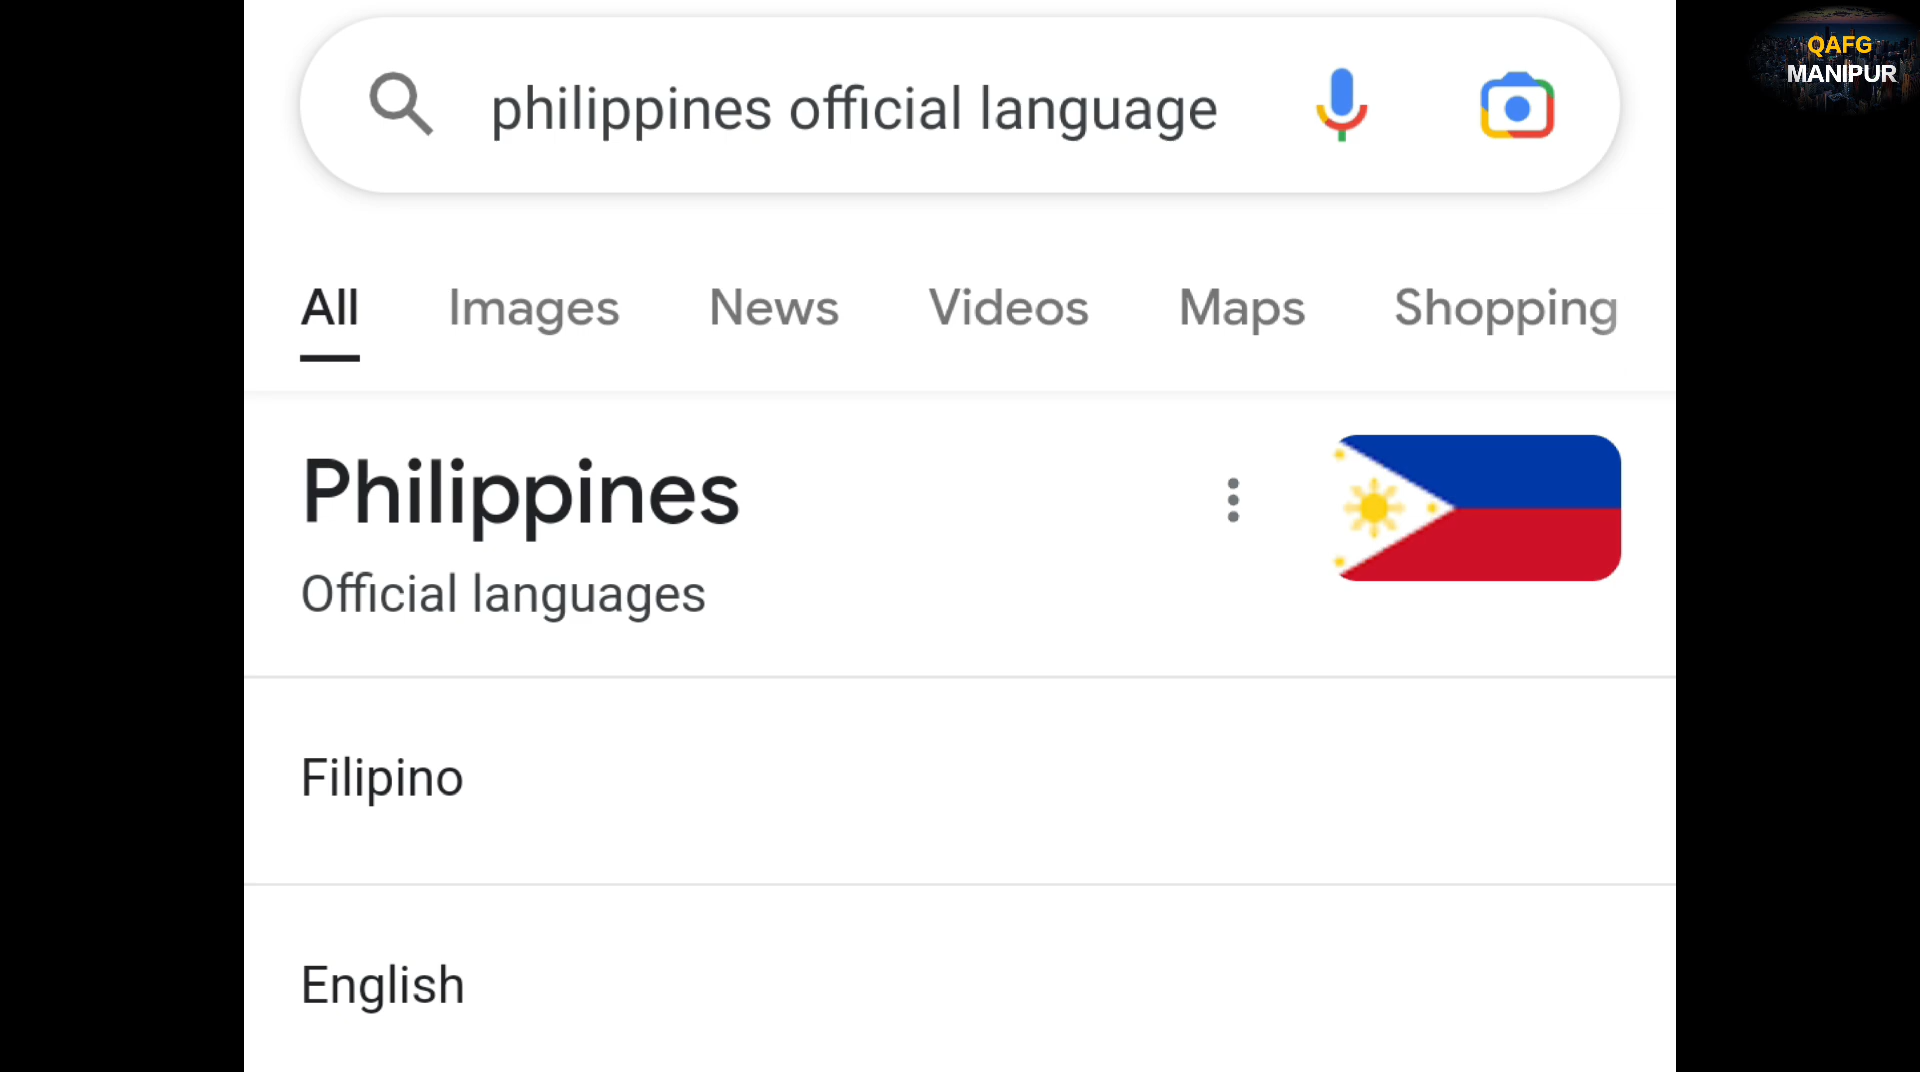 philippines official language
QAFG
MANIPUR
All Images News Videos Maps Shopping
Philippines
Official languages
Filipino
English